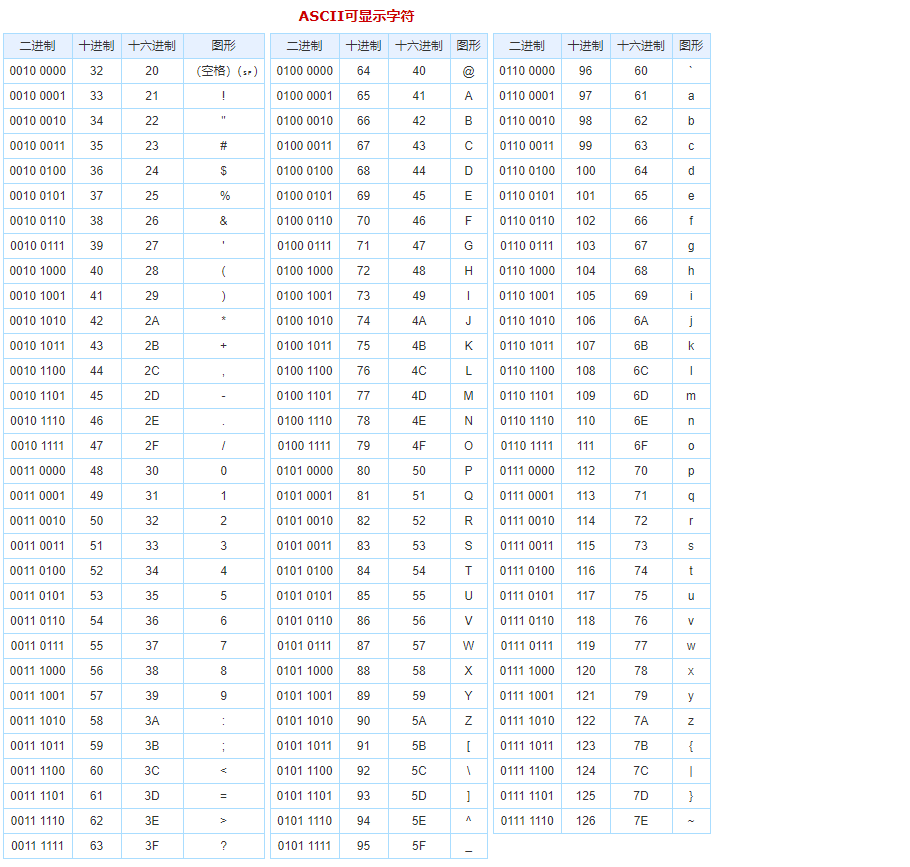 ASCII可显示字符
二进制 十进制 十六进制 图形 二进制 十进制 十六进制 图形 二进制 十进制 十六进制 图形
0010 0000 32 20 （空格）(␠) 0100 0000 64 40 @ 0110 0000 96 60 `
0010 0001 33 21 ! 0100 0001 65 41 A 0110 0001 97 61 a
0010 0010 34 22 " 0100 0010 66 42 B 0110 0010 98 62 b
0010 0011 35 23 # 0100 0011 67 43 C 0110 0011 99 63 c
0010 0100 36 24 $ 0100 0100 68 44 D 0110 0100 100 64 d
0010 0101 37 25 % 0100 0101 69 45 E 0110 0101 101 65 e
0010 0110 38 26 & 0100 0110 70 46 F 0110 0110 102 66 f
0010 0111 39 27 ' 0100 0111 71 47 G 0110 0111 103 67 g
0010 1000 40 28 ( 0100 1000 72 48 H 0110 1000 104 68 h
0010 1001 41 29 ) 0100 1001 73 49 I 0110 1001 105 69 i
0010 1010 42 2A * 0100 1010 74 4A J 0110 1010 106 6A j
0010 1011 43 2B + 0100 1011 75 4B K 0110 1011 107 6B k
0010 1100 44 2C , 0100 1100 76 4C L 0110 1100 108 6C l
0010 1101 45 2D - 0100 1101 77 4D M 0110 1101 109 6D m
0010 1110 46 2E . 0100 1110 78 4E N 0110 1110 110 6E n
0010 1111 47 2F / 0100 1111 79 4F O 0110 1111 111 6F o
0011 0000 48 30 0 0101 0000 80 50 P 0111 0000 112 70 p
0011 0001 49 31 1 0101 0001 81 51 Q 0111 0001 113 71 q
0011 0010 50 32 2 0101 0010 82 52 R 0111 0010 114 72 r
0011 0011 51 33 3 0101 0011 83 53 S 0111 0011 115 73 s
0011 0100 52 34 4 0101 0100 84 54 T 0111 0100 116 74 t
0011 0101 53 35 5 0101 0101 85 55 U 0111 0101 117 75 u
0011 0110 54 36 6 0101 0110 86 56 V 0111 0110 118 76 v
0011 0111 55 37 7 0101 0111 87 57 W 0111 0111 119 77 w
0011 1000 56 38 8 0101 1000 88 58 X 0111 1000 120 78 x
0011 1001 57 39 9 0101 1001 89 59 Y 0111 1001 121 79 y
0011 1010 58 3A : 0101 1010 90 5A Z 0111 1010 122 7A z
0011 1011 59 3B ; 0101 1011 91 5B [ 0111 1011 123 7B {
0011 1100 60 3C < 0101 1100 92 5C \ 0111 1100 124 7C |
0011 1101 61 3D = 0101 1101 93 5D ] 0111 1101 125 7D }
0011 1110 62 3E > 0101 1110 94 5E ^ 0111 1110 126 7E ~
0011 1111 63 3F ? 0101 1111 95 5F _